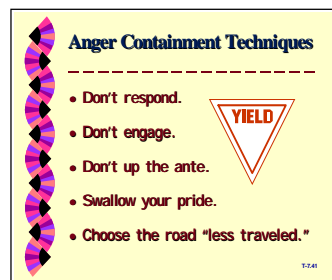 Anger Containment Techniques
• Don't respond.
YIELD
• Don't engage.
• Don't up the ante.
• Swallow your pride.
• Choose the road "less traveled."
T-7.41